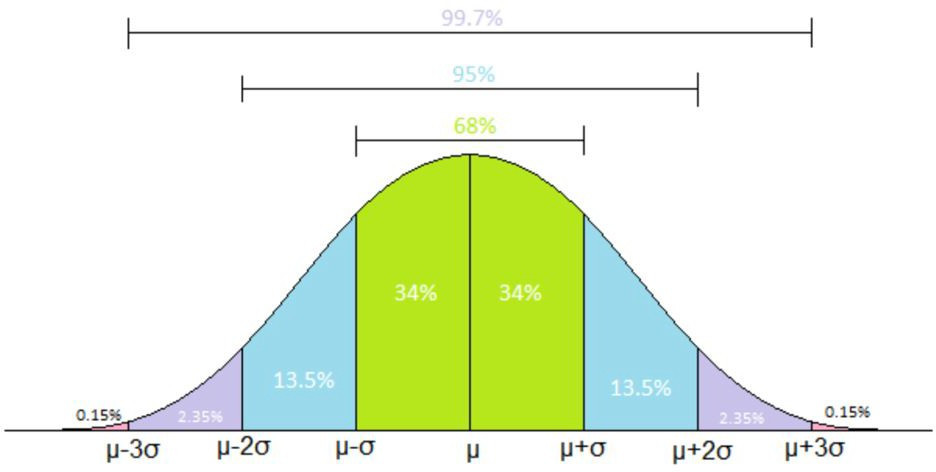 99.7%
95%
68%
34% 34%
13.5% 13.5%
0.15% 2.35% 2.35% 0.15%
μ-3σ μ-2σ μ-σ μ μ+σ μ+2σ μ+3σ